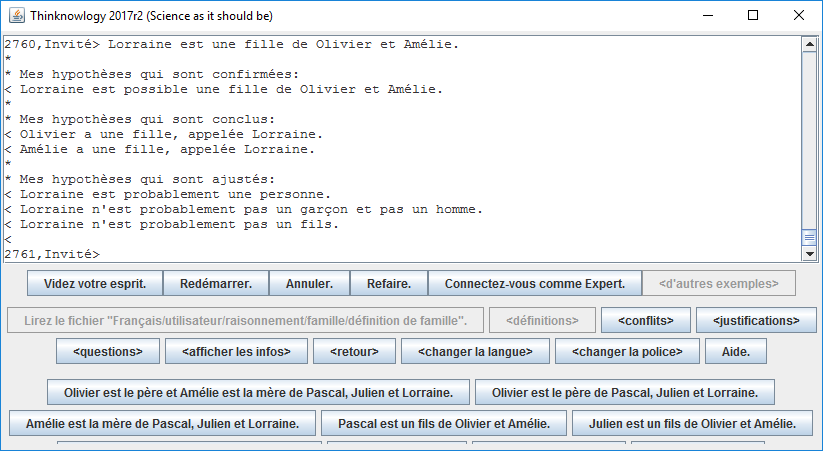 Thinknowlogy 2017r2 (Science as it should be)
2760,Invité> Lorraine est une fille de Olivier et Amélie.
*
* Mes hypothèses qui sont confirmées:
< Lorraine est possible une fille de Olivier et Amélie.
*
* Mes hypothèses qui sont conclus:
< Olivier a une fille, appelée Lorraine.
< Amélie a une fille, appelée Lorraine.
*
* Mes hypothèses qui sont ajustés:
< Lorraine est probablement une personne.
< Lorraine n'est probablement pas un garçon et pas un homme.
< Lorraine n'est probablement pas un fils.
<
2761,Invité>
Videz votre esprit. Redémarrer. Annuler. Refaire. Connectez-vous comme Expert. <d'autres exemples>
Lirez le fichier "Français/utilisateur/raisonnement/famille/définition de famille". <définitions> <conflits> <justifications>
<questions> <afficher les infos> <retour> <changer la langue> <changer la police> Aide.
Olivier est le père et Amélie est la mère de Pascal, Julien et Lorraine. Olivier est le père de Pascal, Julien et Lorraine.
Amélie est la mère de Pascal, Julien et Lorraine. Pascal est un fils de Olivier et Amélie. Julien est un fils de Olivier et Amélie.